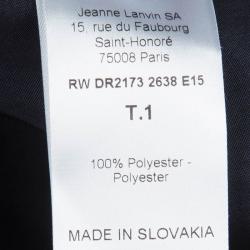 Jeanne Lanvin SA
15, rue du Faubourg
Saint-Honoré
75008 Paris
RW DR2173 2638 E15
T.1
100% Polyester -
Polyester
MADE IN SLOVAKIA